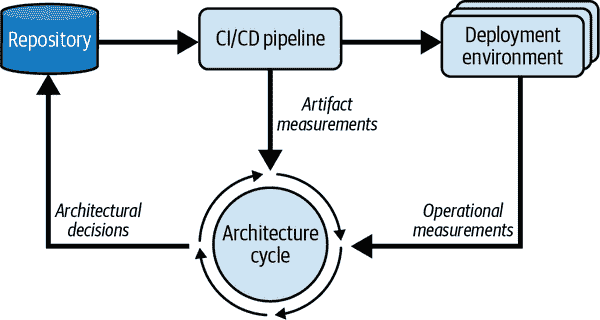 Repository
CI/CD pipeline
Deployment
environment
Artifact
measurements
Architectural
decisions
Architecture
cycle
Operational
measurements